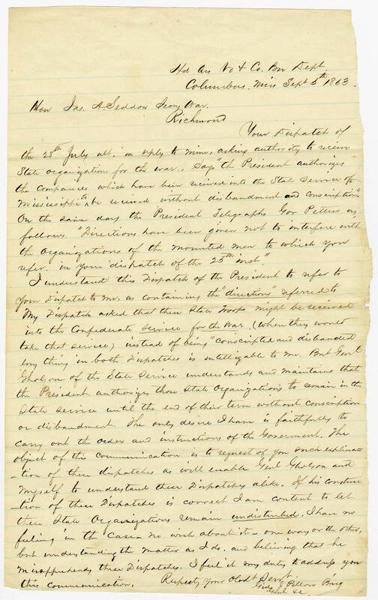 Hd Qrs Vo & Co. Bu Dept.
Columbus, Miss Sept 5th 1863
Hon Jas. A. Seddon Secy War.
Richmond
Your Dispatch of
the 25th July ult. in reply to mine, asking authority to receive
State organization for the war, says "the President authorizes
the companies which have been received into the State Service of
Mississippi to be received without disbandment and conscription"
On the same day the President Telegraphs Gov Pettus as
follows. "Directions have been given not to interfere with
the Organizations of the mounted men to which you
refer in your dispatch of the 25th inst."
I understand this Dispatch of the President to refer to
Your Dispatch to me as containing the "directions" referred to
My Dispatch asked that these State troops might be received
into the Confederate Service for the War, (when they would
take that service) instead of being "conscripted and disbanded
every thing in both Dispatches is intelligible to me. But Genl
Gholson of the State Service understands and maintains that
the President authorizes those State Organizations to remain in the
State Service until the end of their term without Conscription
or disbandment. The only desire I have is faithfully to
carry out the orders and instructions of the Government. The
object of this communication is to request of you such explana
-tion of these dispatches as will enable Genl Gholson and
myself to understand these Dispatches alike. If his construc
-tion of these Dispatches is correct I am content to let
these State Organizations remain undisturbed. I have no
feeling in the Case, no wish about it one way or the other,
but understanding the matter as I do, and believing that he
misapprehends these Dispatches, I feel it my duty to address you
this communication.
Respcty Your Obdt Servt
Gid J Pillow Brig
Genl &c